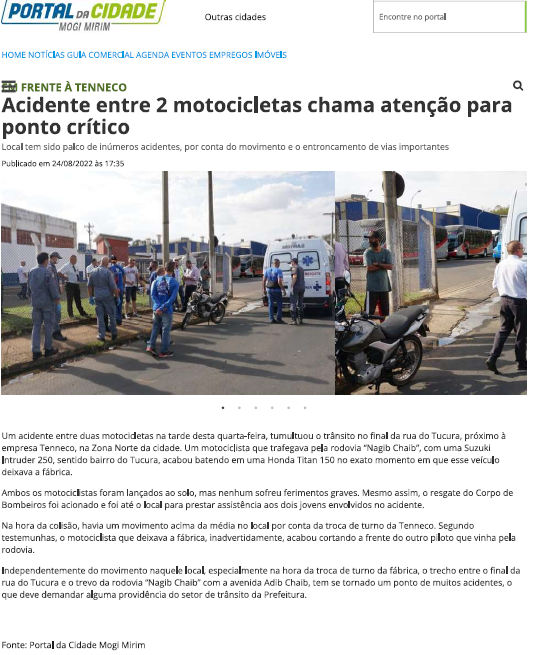 PORTAL DA CIDADE
MOGI MIRIM
Outras cidades
Encontre no portal
HOME NOTÍCIAS GUIA COMERCIAL AGENDA EVENTOS EMPREGOS IMÓVEIS
EM FRENTE À TENNECO
Acidente entre 2 motocicletas chama atenção para
ponto crítico
Local tem sido palco de inúmeros acidentes, por conta do movimento e o entroncamento de vias importantes
Publicado em 24/08/2022 às 17:35
Um acidente entre duas motocicletas na tarde desta quarta-feira, tumultuou o trânsito no final da rua do Tucura, próximo à
empresa Tenneco, na Zona Norte da cidade. Um motociclista que trafegava pela rodovia “Nagib Chaib”, com uma Suzuki
Intruder 250, sentido bairro do Tucura, acabou batendo em uma Honda Titan 150 no exato momento em que esse veículo
deixava a fábrica.
Ambos os motociclistas foram lançados ao solo, mas nenhum sofreu ferimentos graves. Mesmo assim, o resgate do Corpo de
Bombeiros foi acionado e foi até o local para prestar assistência aos dois jovens envolvidos no acidente.
Na hora da colisão, havia um movimento acima da média no local por conta da troca de turno da Tenneco. Segundo
testemunhas, o motociclista que deixava a fábrica, inadvertidamente, acabou cortando a frente do outro piloto que vinha pela
rodovia.
Independentemente do movimento naquele local, especialmente na hora da troca de turno da fábrica, o trecho entre o final da
rua do Tucura e o trevo da rodovia “Nagib Chaib” com a avenida Adib Chaib, tem se tornado um ponto de muitos acidentes, o
que deve demandar alguma providência do setor de trânsito da Prefeitura.
Fonte: Portal da Cidade Mogi Mirim